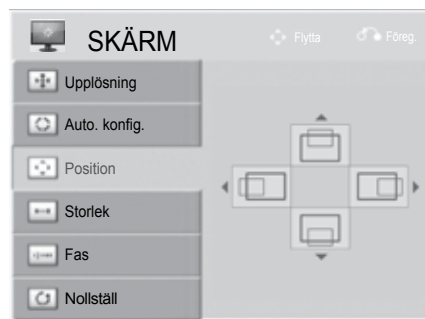 SKÄRM
Flytta
Föreg.
Upplösning
Auto. konfig.
Position
Storlek
Fas
Nollställ